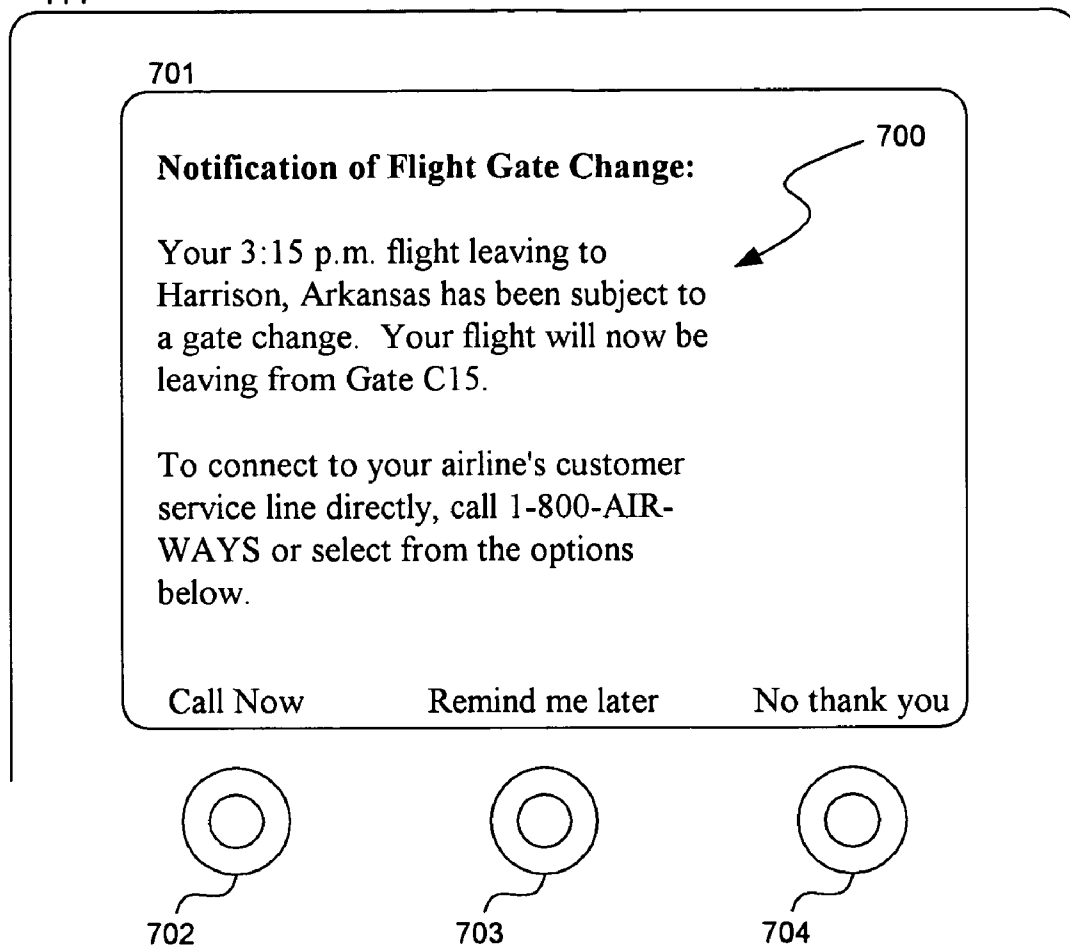 701
700
Notification of Flight Gate Change:
Your 3:15 p.m. flight leaving to
Harrison, Arkansas has been subject to
a gate change. Your flight will now be
leaving from Gate C15.
To connect to your airline's customer
service line directly, call 1-800-AIR-
WAYS or select from the options
below.
Call Now Remind me later No thank you
702 703 704